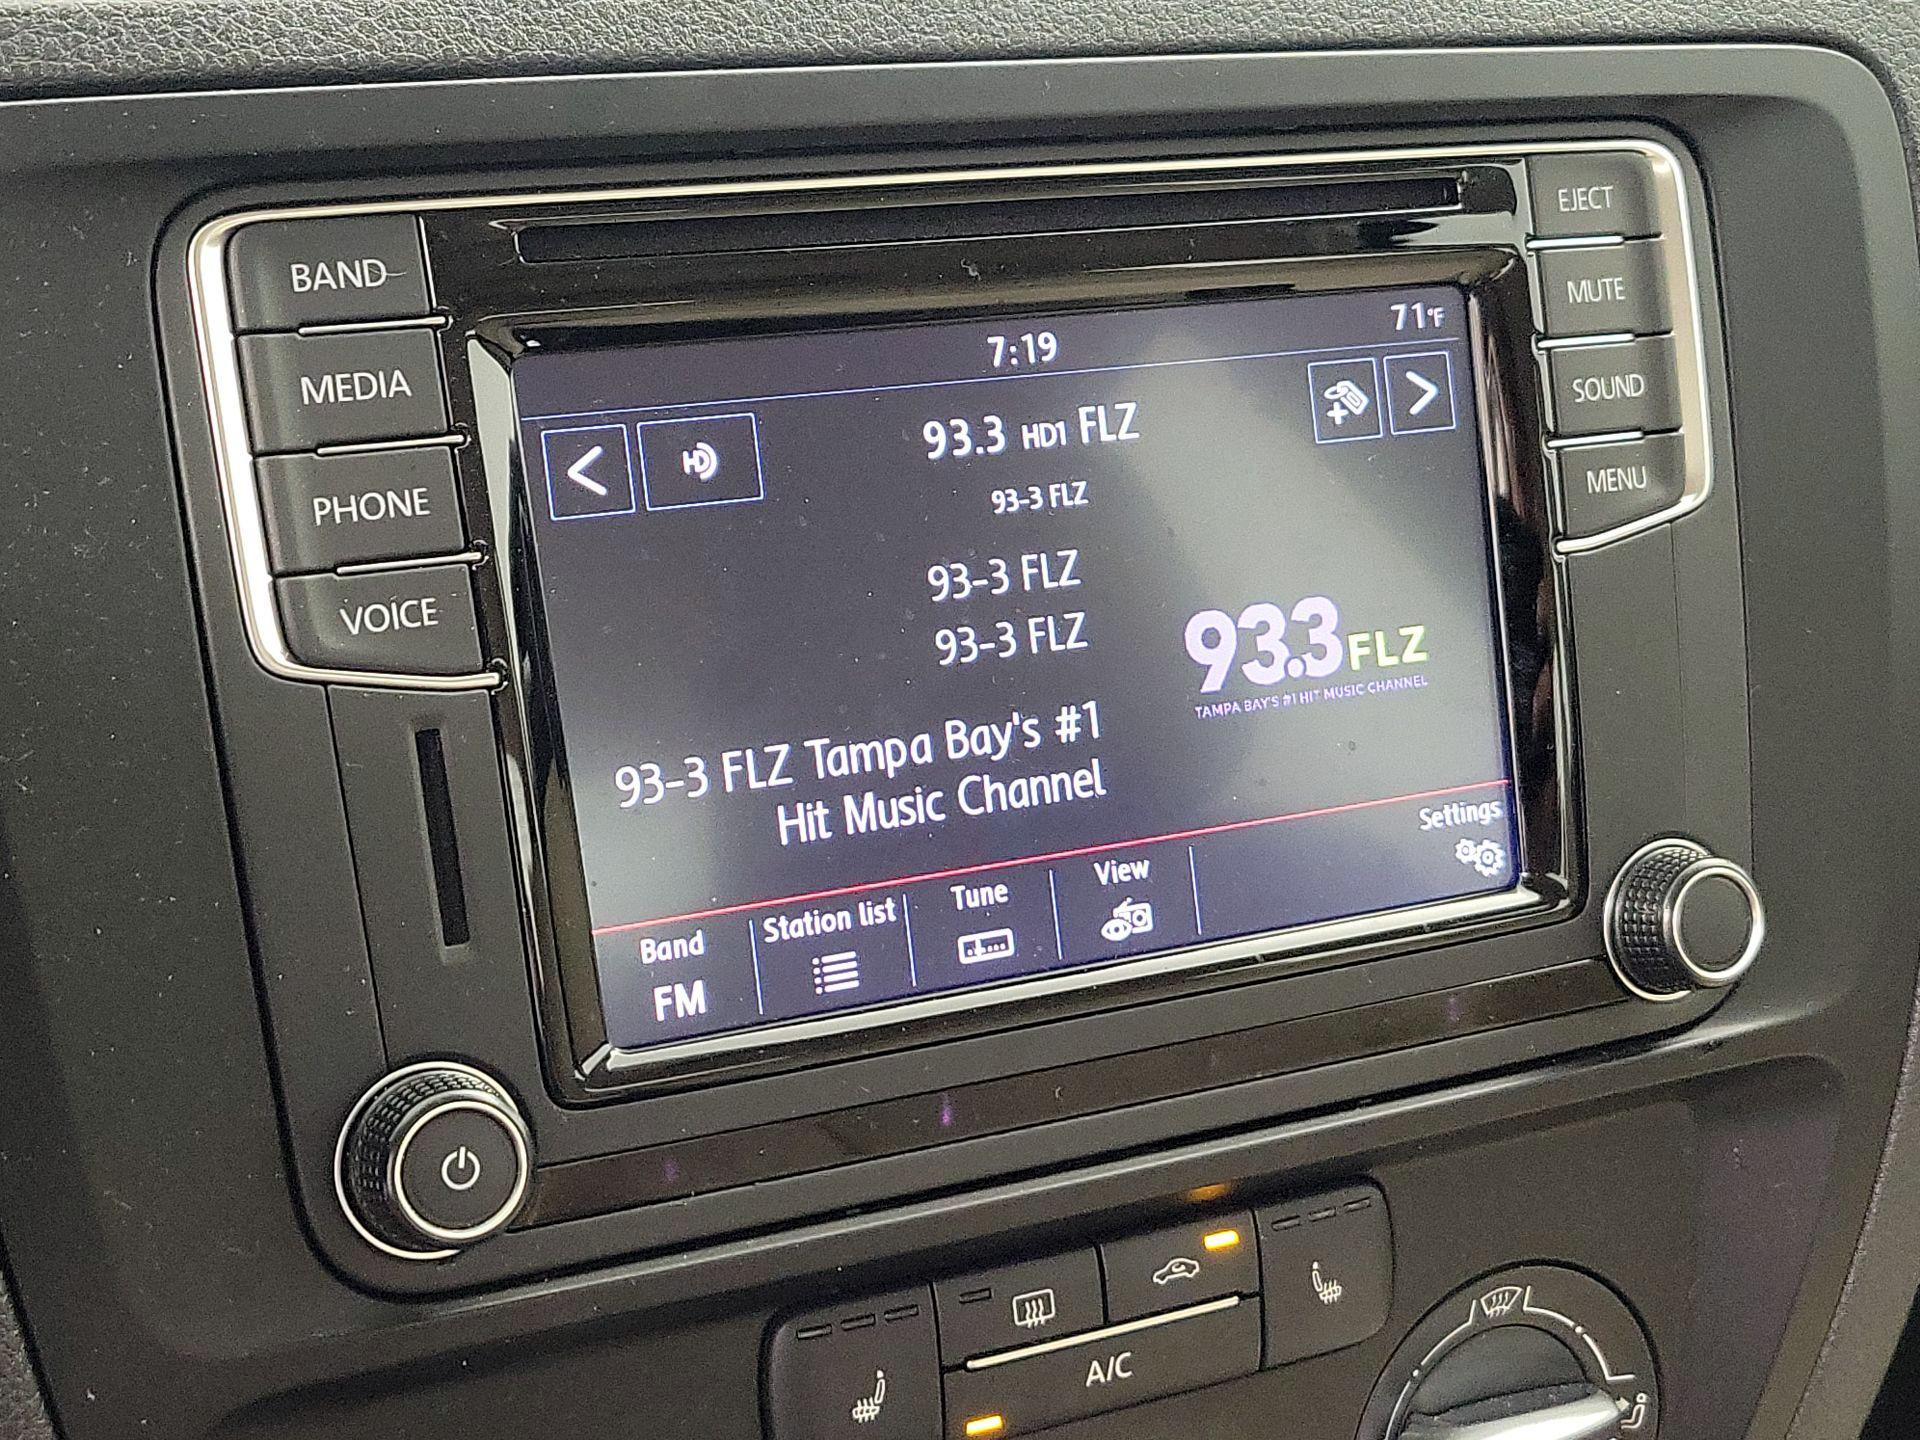 BAND
MEDIA
PHONE
VOICE
EJECT
MUTE
SOUND
MENU
7:19
71°F
HD
93.3 HD1 FLZ
93-3 FLZ
93-3 FLZ
93-3 FLZ
93-3 FLZ Tampa Bay's #1
Hit Music Channel
93.3 FLZ
TAMPA BAY'S #1 HIT MUSIC CHANNEL
Band
FM
Station list
Tune
View
Settings
A/C